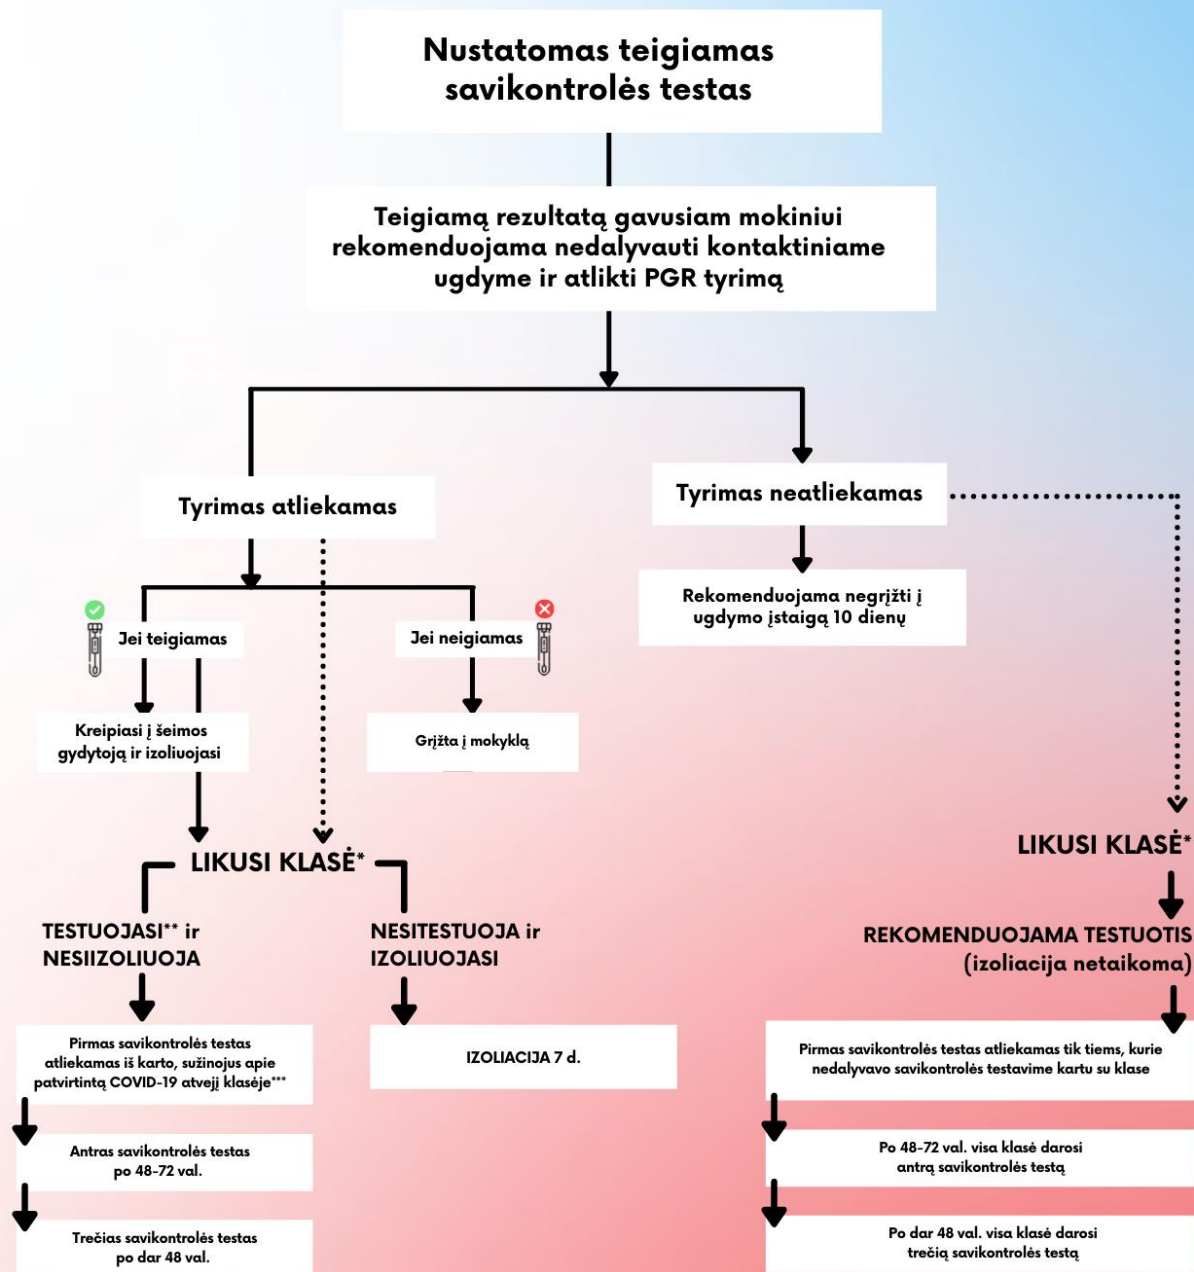 Nustatomas teigiamas
savikontrolės testas
Teigiamą rezultatą gavusiam mokiniui
rekomenduojama nedalyvauti kontaktiniame
ugdyme ir atlikti PGR tyrimą
Tyrimas atliekamas
Tyrimas neatliekamas
Jei teigiamas
Jei neigiamas
Rekomenduojama negrįžti į
ugdymo įstaigą 10 dienų
Kreipiasi į šeimos
gydytoją ir izoliuojasi
Grįžta į mokyklą
LIKUSI KLASĖ*
TESTUOJASI** ir
NESIIZOLIUOJA
NESITESTUOJA ir
IZOLIUOJASI
Pirmas savikontrolės testas
atliekamas iš karto, sužinojus apie
patvirtintą COVID-19 atvejį klasėje***
IZOLIACIJA 7 d.
Antras savikontrolės testas
po 48-72 val.
Trečias savikontrolės testas
po dar 48 val.
LIKUSI KLASĖ*
REKOMENDUOJAMA TESTUOTIS
(izoliacija netaikoma)
Pirmas savikontrolės testas atliekamas tik tiems, kurie
nedalyvavo savikontrolės testavime kartu su klase
Po 48-72 val. visa klasė darosi
antrą savikontrolės testą
Po dar 48 val. visa klasė darosi
trečią savikontrolės testą